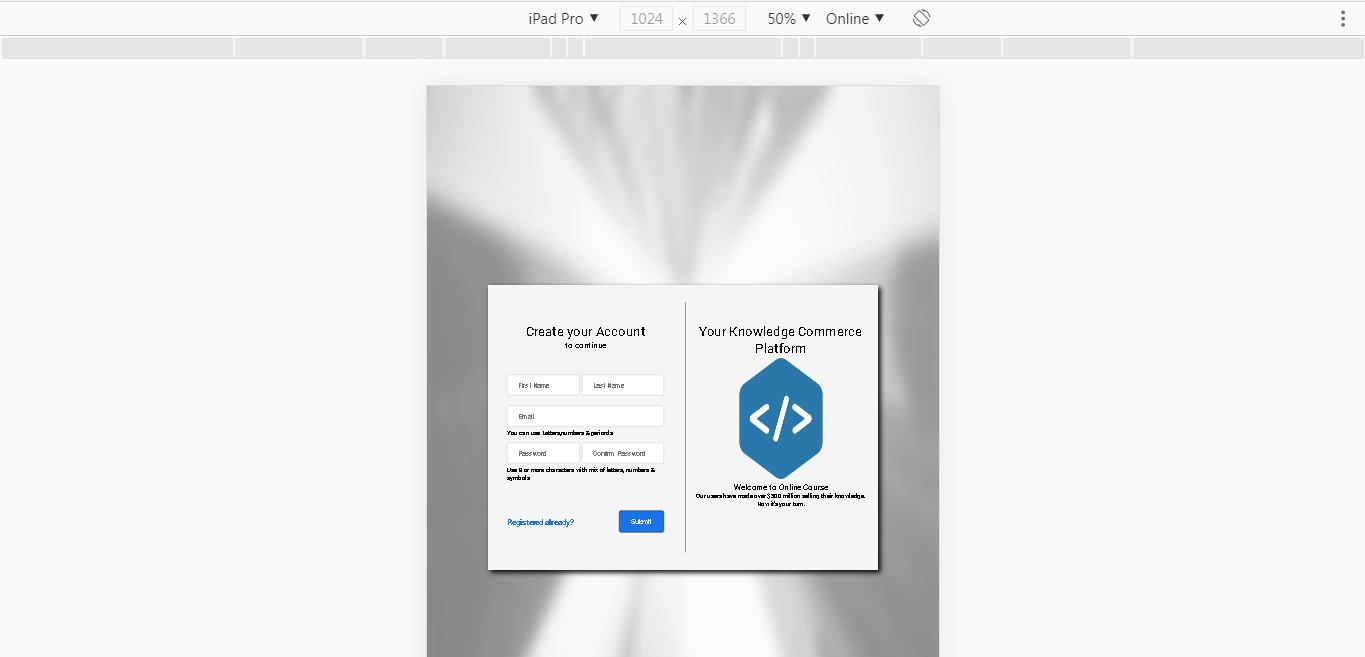 iPad Pro ▼ 1024 × 1366 50% ▼ Online ▼
Create your Account
to continue
First Name Last Name
Email
You can use Letters,numbers & periods
Password Confirm Password
Use 8 or more characters with mix of letters, numbers &
symbols
Registered already? Submit
Your Knowledge Commerce
Platform
</>
Welcome to Online Course
Our users have made over $300 million selling their knowledge.
Now it's your turn.